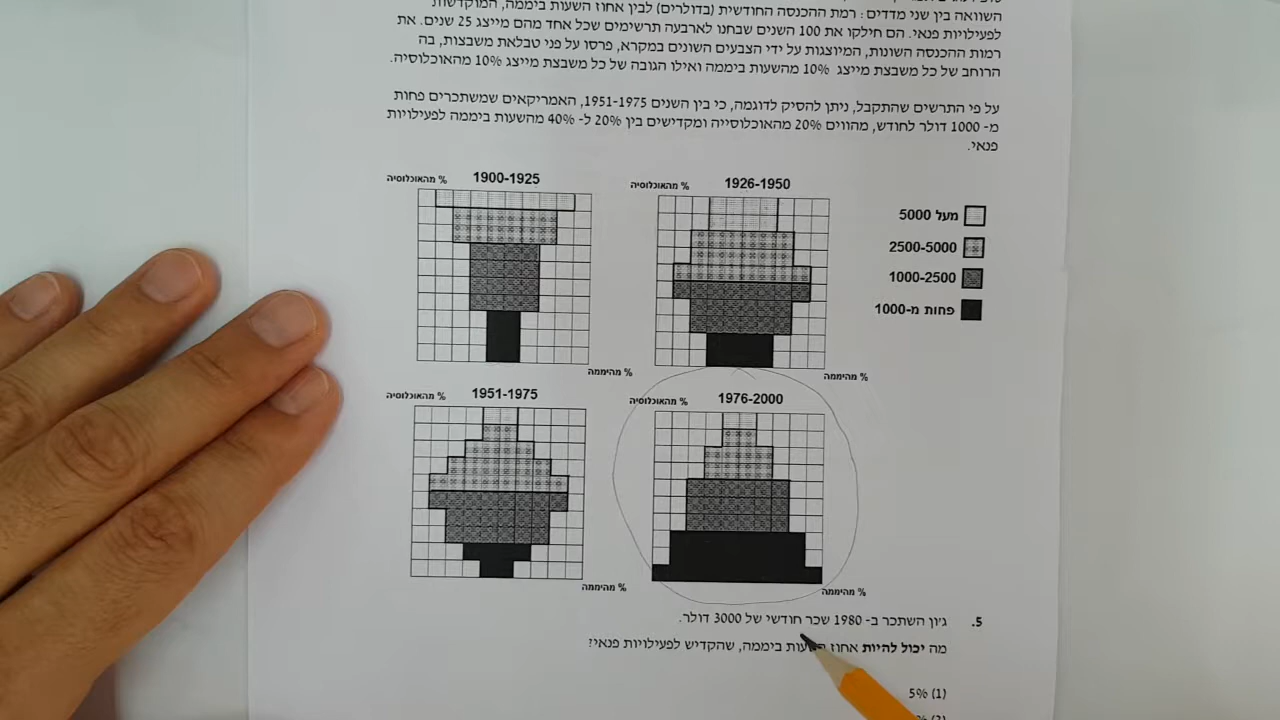 השוואה בין שני מדדים: רמת ההכנסה החודשית (בדולרים) לבין אחוז השעות ביממה, המוקדשות
לפעילויות פנאי. הם חילקו את 100 השנים שבחנו לארבעה תרשימים שכל אחד מהם מייצג 25 שנים. את
רמות ההכנסה השונות, המיוצגות על ידי הצבעים השונים במקרא, פרסו על פני טבלאת משבצות, בה
הרוחב של כל משבצת מייצג 10% מהשעות ביממה ואילו הגובה של כל משבצת מייצג 10% מהאוכלוסיה.
על פי התרשים שהתקבל, ניתן להסיק לדוגמה, כי בין השנים 1951-1975, האמריקאים שמשתכרים פחות
מ- 1000 דולר לחודש, מהווים 20% מהאוכלוסייה ומקדישים בין 20% ל- 40% מהשעות ביממה לפעילויות
פנאי.
1900-1925
% מהאוכלוסיה
% מהיממה
1926-1950
% מהאוכלוסיה
% מהיממה
מעל 5000
2500-5000
1000-2500
פחות מ-1000
1951-1975
% מהאוכלוסיה
% מהיממה
1976-2000
% מהאוכלוסיה
% מהיממה
5. ג'ון השתכר ב- 1980 שכר חודשי של 3000 דולר.
מה יכול להיות אחוז ביממה, שהקדיש לפעילויות פנאי?
(1) 5%